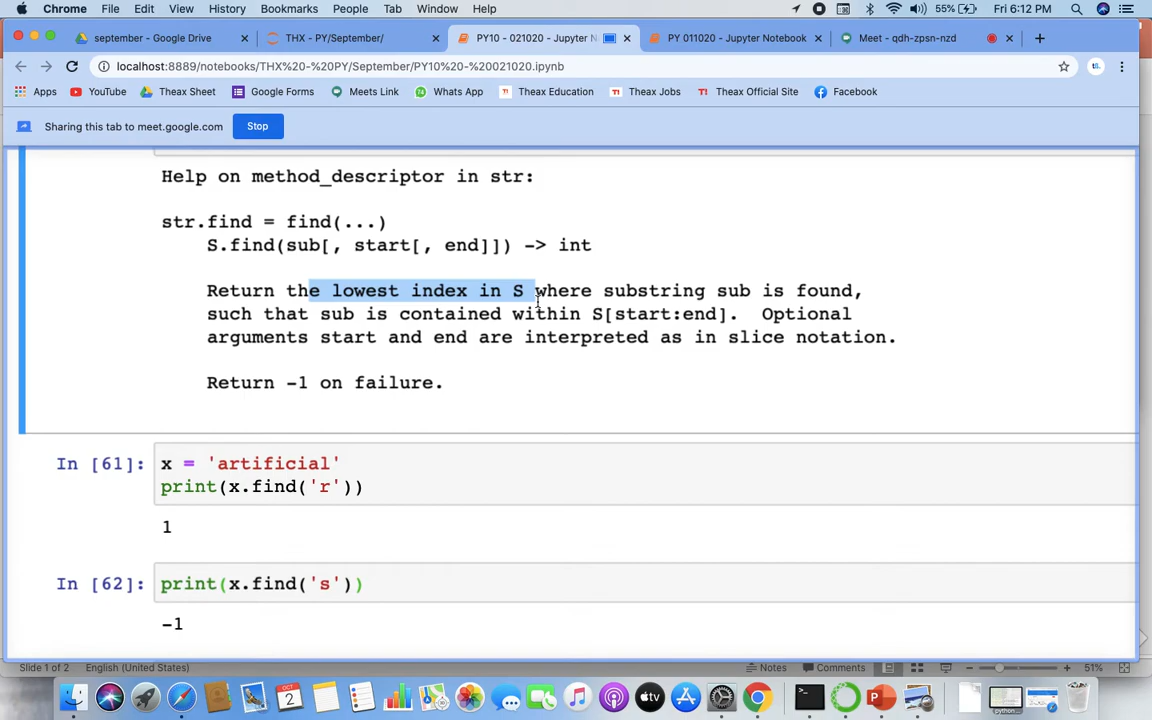 Chrome File Edit View History Bookmarks People Tab Window Help 55% Fri 6:12 PM
september - Google Drive THX - PY/September/ PY10 - 021020 - Jupyter N PY 011020 - Jupyter Notebook Meet - qdh-zpsn-nzd
localhost:8889/notebooks/THX%20-%20PY/September/PY10%20-%20021020.ipynb
Apps YouTube Theax Sheet Google Forms Meets Link Whats App Theax Education Theax Jobs Theax Official Site Facebook
Sharing this tab to meet.google.com Stop
Help on method_descriptor in str:
str.find = find(...)
S.find(sub[, start[, end]]) -> int
Return the lowest index in S where substring sub is found,
such that sub is contained within S[start:end].  Optional
arguments start and end are interpreted as in slice notation.
Return -1 on failure.
In [61]: x = 'artificial'
print(x.find('r'))
1
In [62]: print(x.find('s'))
-1
Slide 1 of 2 English (United States) Notes Comments 51%